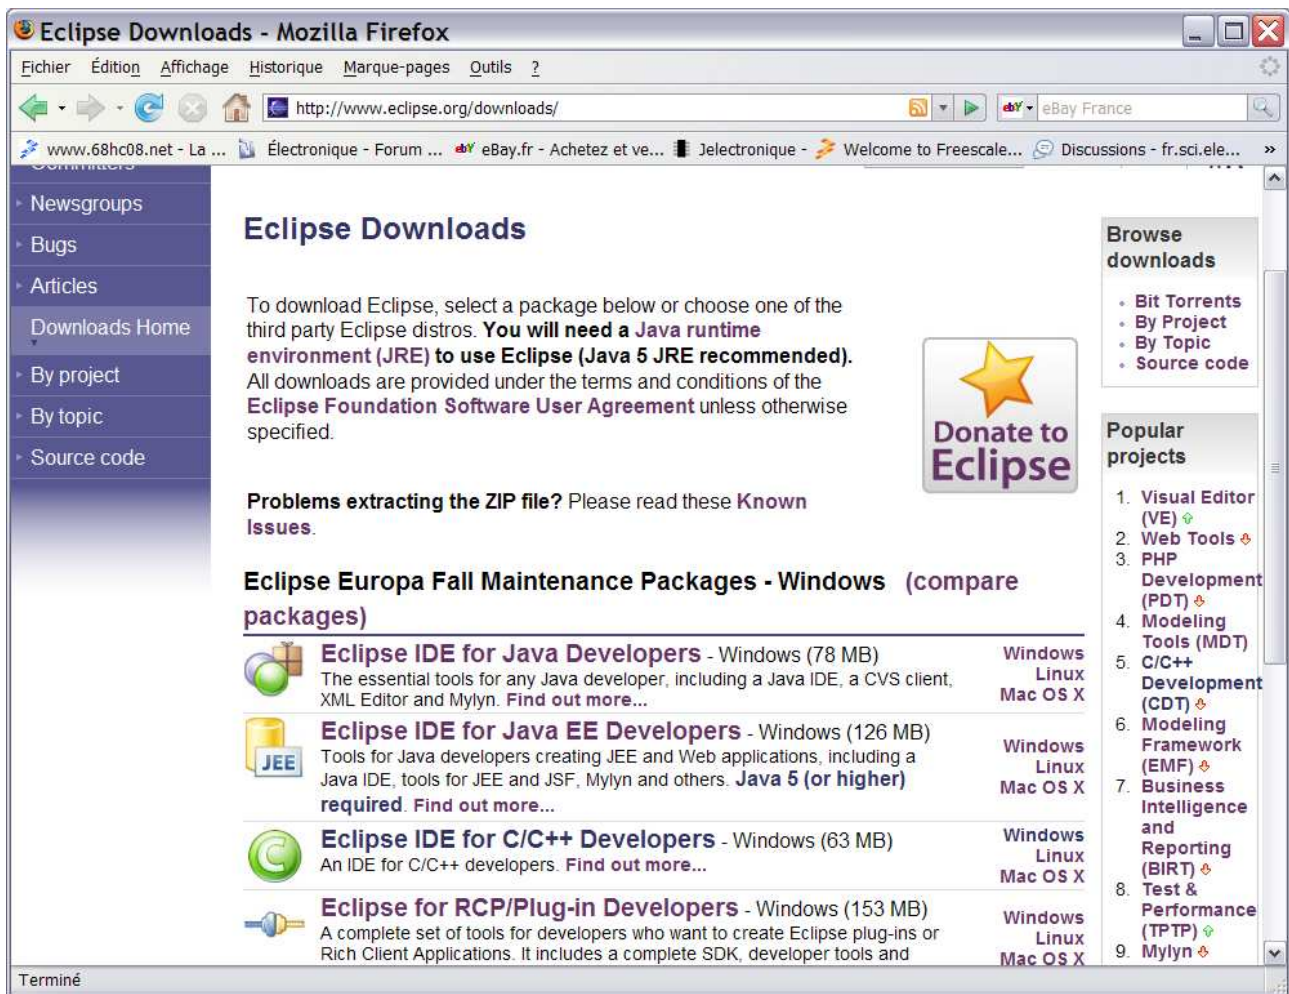 Eclipse Downloads - Mozilla Firefox
Fichier Édition Affichage Historique Marque-pages Outils ?
http://www.eclipse.org/downloads/
eBay France
www.68hc08.net - La ... Électronique - Forum ... eBay.fr - Achetez et ve... Jelectronique - Welcome to Freescale... Discussions - fr.sci.ele... »
Committers
Newsgroups
Bugs
Articles
Downloads Home
By project
By topic
Source code
Eclipse Downloads
To download Eclipse, select a package below or choose one of the
third party Eclipse distros. You will need a Java runtime
environment (JRE) to use Eclipse (Java 5 JRE recommended).
All downloads are provided under the terms and conditions of the
Eclipse Foundation Software User Agreement unless otherwise
specified.
Problems extracting the ZIP file? Please read these Known
Issues.
Donate to
Eclipse
Eclipse Europa Fall Maintenance Packages - Windows (compare
packages)
Eclipse IDE for Java Developers - Windows (78 MB)
The essential tools for any Java developer, including a Java IDE, a CVS client,
XML Editor and Mylyn. Find out more...
Windows
Linux
Mac OS X
Eclipse IDE for Java EE Developers - Windows (126 MB)
Tools for Java developers creating JEE and Web applications, including a
Java IDE, tools for JEE and JSF, Mylyn and others. Java 5 (or higher)
required. Find out more...
JEE
Windows
Linux
Mac OS X
Eclipse IDE for C/C++ Developers - Windows (63 MB)
An IDE for C/C++ developers. Find out more...
Windows
Linux
Mac OS X
Eclipse for RCP/Plug-in Developers - Windows (153 MB)
A complete set of tools for developers who want to create Eclipse plug-ins or
Rich Client Applications. It includes a complete SDK, developer tools and
Windows
Linux
Mac OS X
Browse
downloads
Bit Torrents
By Project
By Topic
Source code
Popular
projects
1. Visual Editor
(VE)
2. Web Tools
3. PHP
Development
(PDT)
4. Modeling
Tools (MDT)
5. C/C++
Development
(CDT)
6. Modeling
Framework
(EMF)
7. Business
Intelligence
and
Reporting
(BIRT)
8. Test &
Performance
(TPTP)
9. Mylyn
Terminé